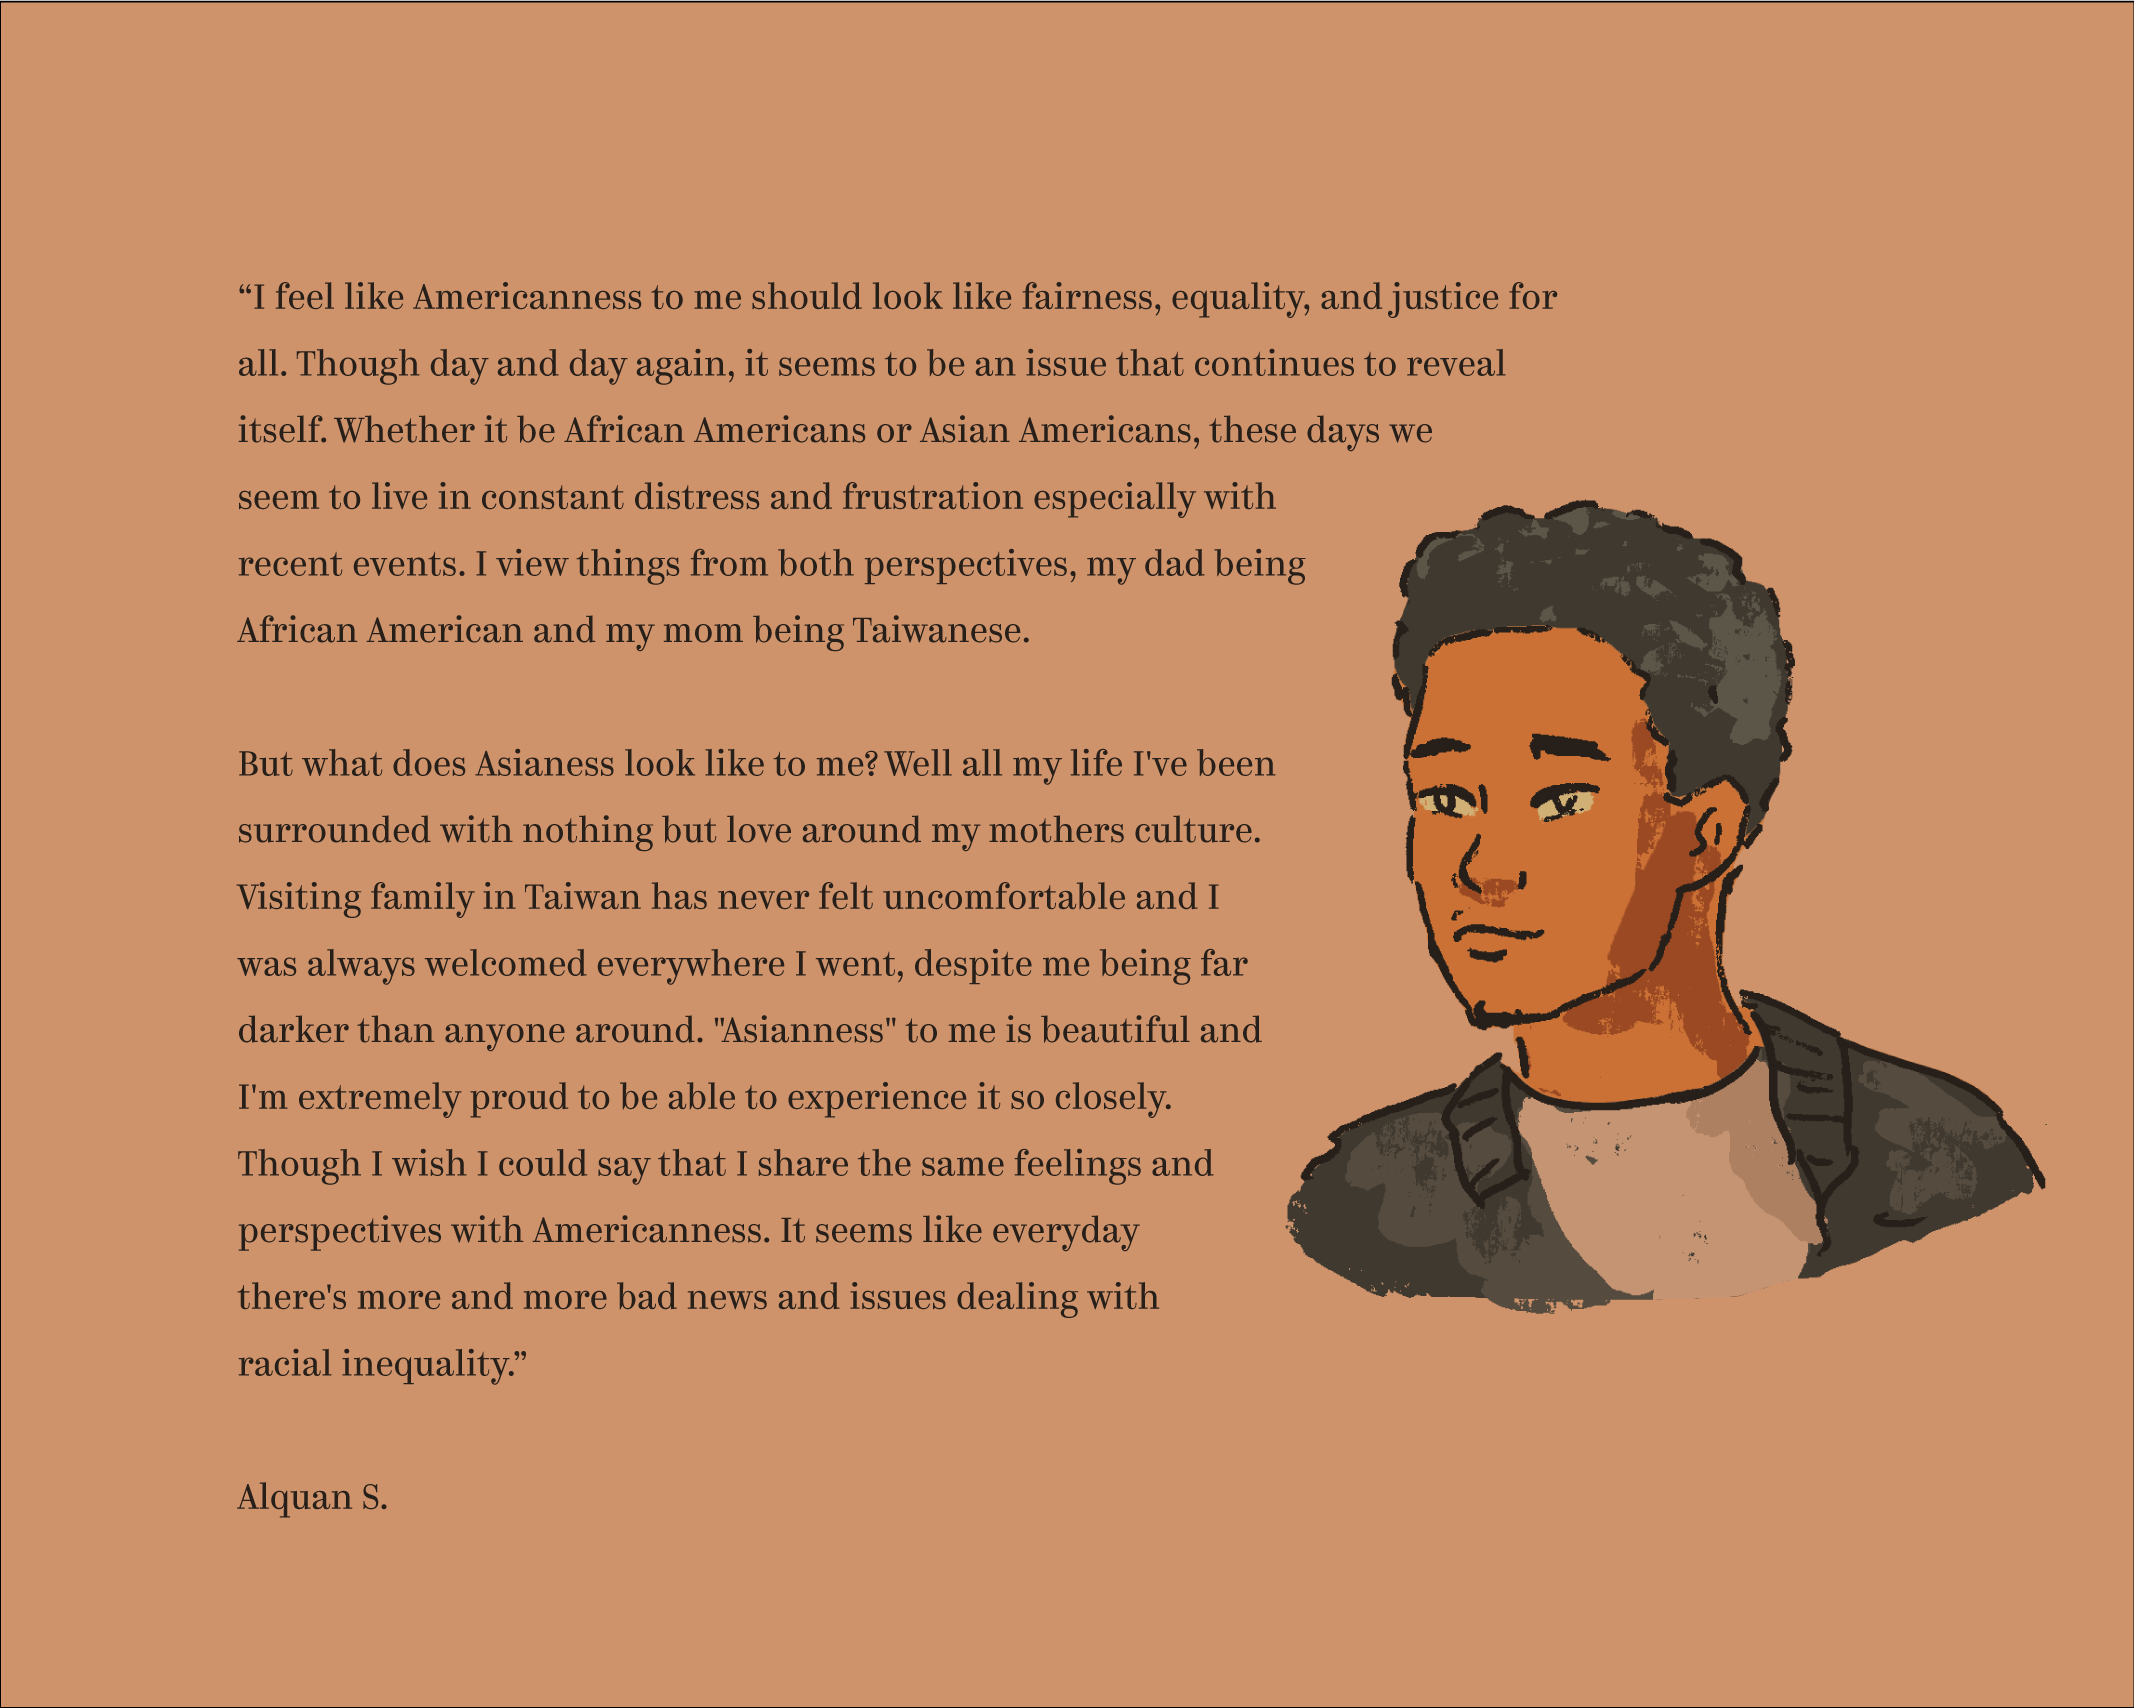 “I feel like Americanness to me should look like fairness, equality, and justice for
all. Though day and day again, it seems to be an issue that continues to reveal
itself. Whether it be African Americans or Asian Americans, these days we
seem to live in constant distress and frustration especially with
recent events. I view things from both perspectives, my dad being
African American and my mom being Taiwanese.
But what does Asianess look like to me? Well all my life I've been
surrounded with nothing but love around my mothers culture.
Visiting family in Taiwan has never felt uncomfortable and I
was always welcomed everywhere I went, despite me being far
darker than anyone around. "Asianness" to me is beautiful and
I'm extremely proud to be able to experience it so closely.
Though I wish I could say that I share the same feelings and
perspectives with Americanness. It seems like everyday
there's more and more bad news and issues dealing with
racial inequality.”
Alquan S.